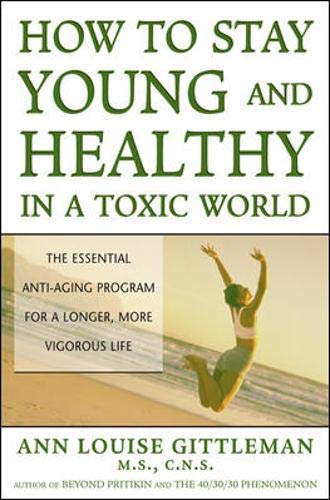 HOW TO STAY
YOUNG AND
HEALTHY
IN A TOXIC WORLD
THE ESSENTIAL
ANTI-AGING PROGRAM
FOR A LONGER, MORE
VIGOROUS LIFE
ANN LOUISE GITTLEMAN
M.S., C.N.S.
AUTHOR OF BEYOND PRITIKIN AND THE 40/30/30 PHENOMENON